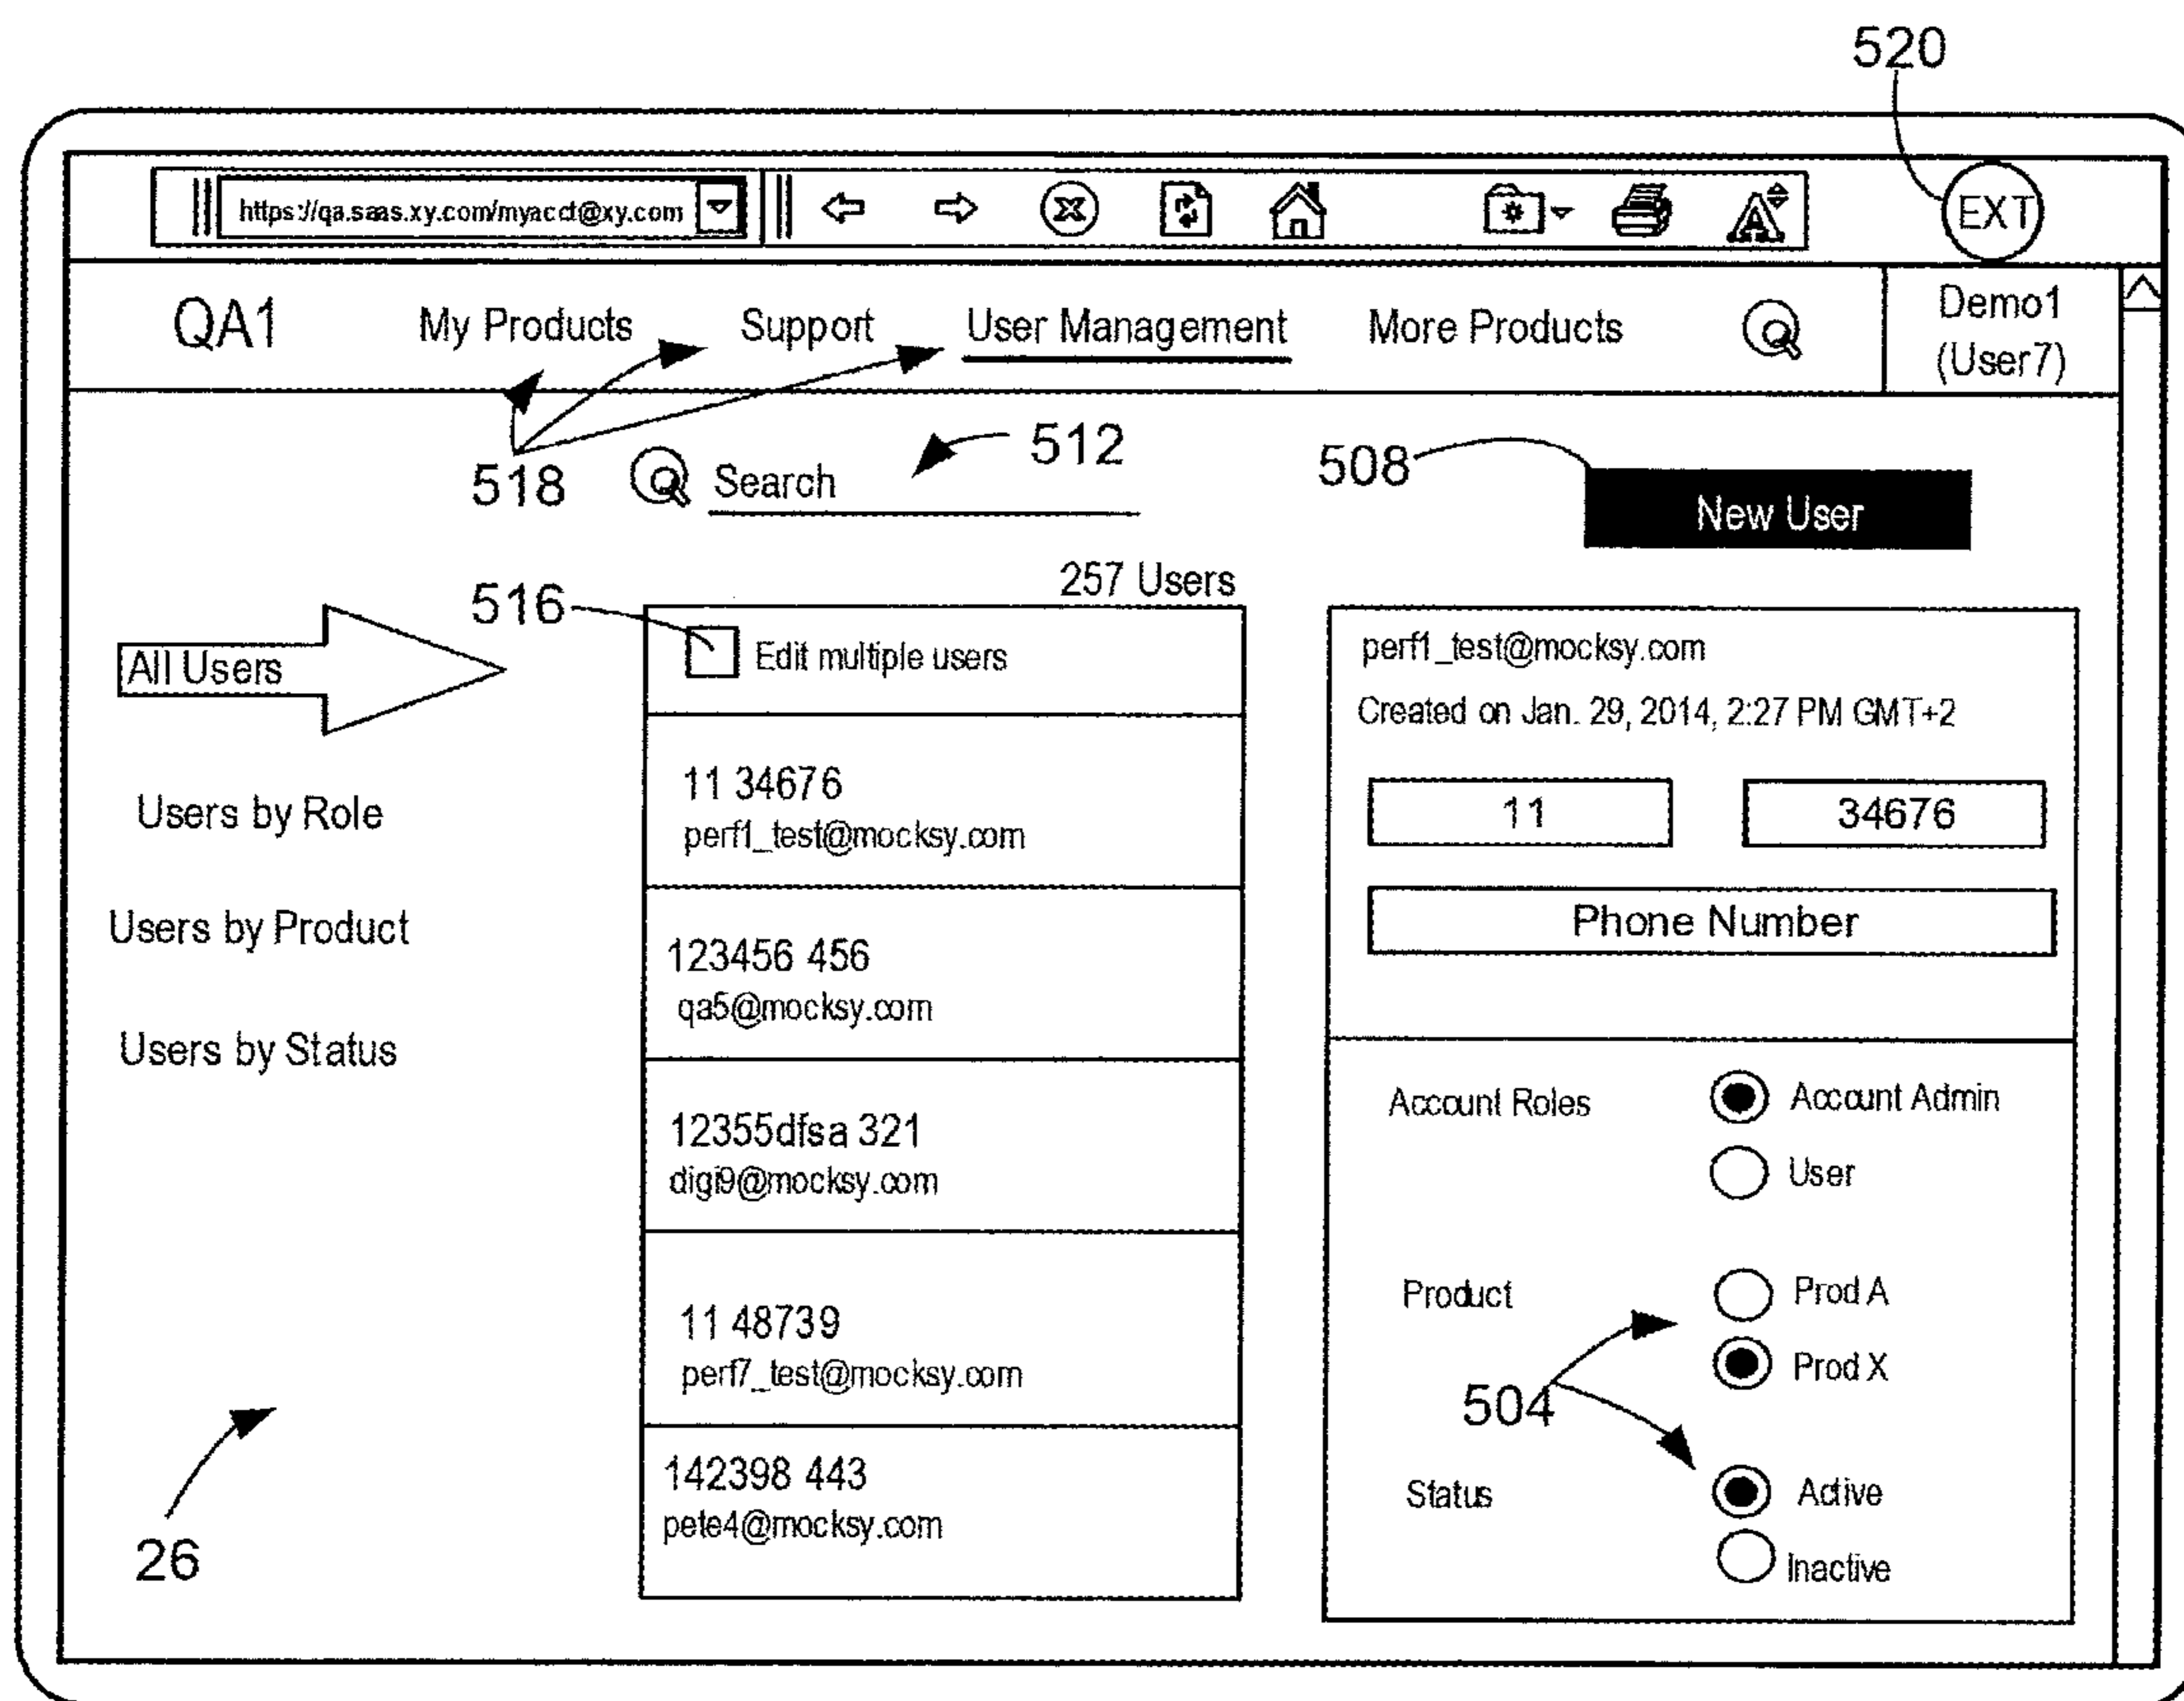 520
https://qa.saas.xy.com/myacct@xy.com
A
EXT
QA1 My Products Support User Management More Products
Demo1
(User7)
518
Search
512
508
New User
257 Users
516
Edit multiple users
All Users
Users by Role
Users by Product
Users by Status
11 34676
perf1_test@mocksy.com
123456 456
qa5@mocksy.com
12355dfsa 321
digi9@mocksy.com
11 48739
perf7_test@mocksy.com
142398 443
pete4@mocksy.com
perf1_test@mocksy.com
Created on Jan. 29, 2014, 2:27 PM GMT+2
11 34676
Phone Number
Account Roles
Account Admin
User
Product
Prod A
Prod X
504
Status
Active
Inactive
26